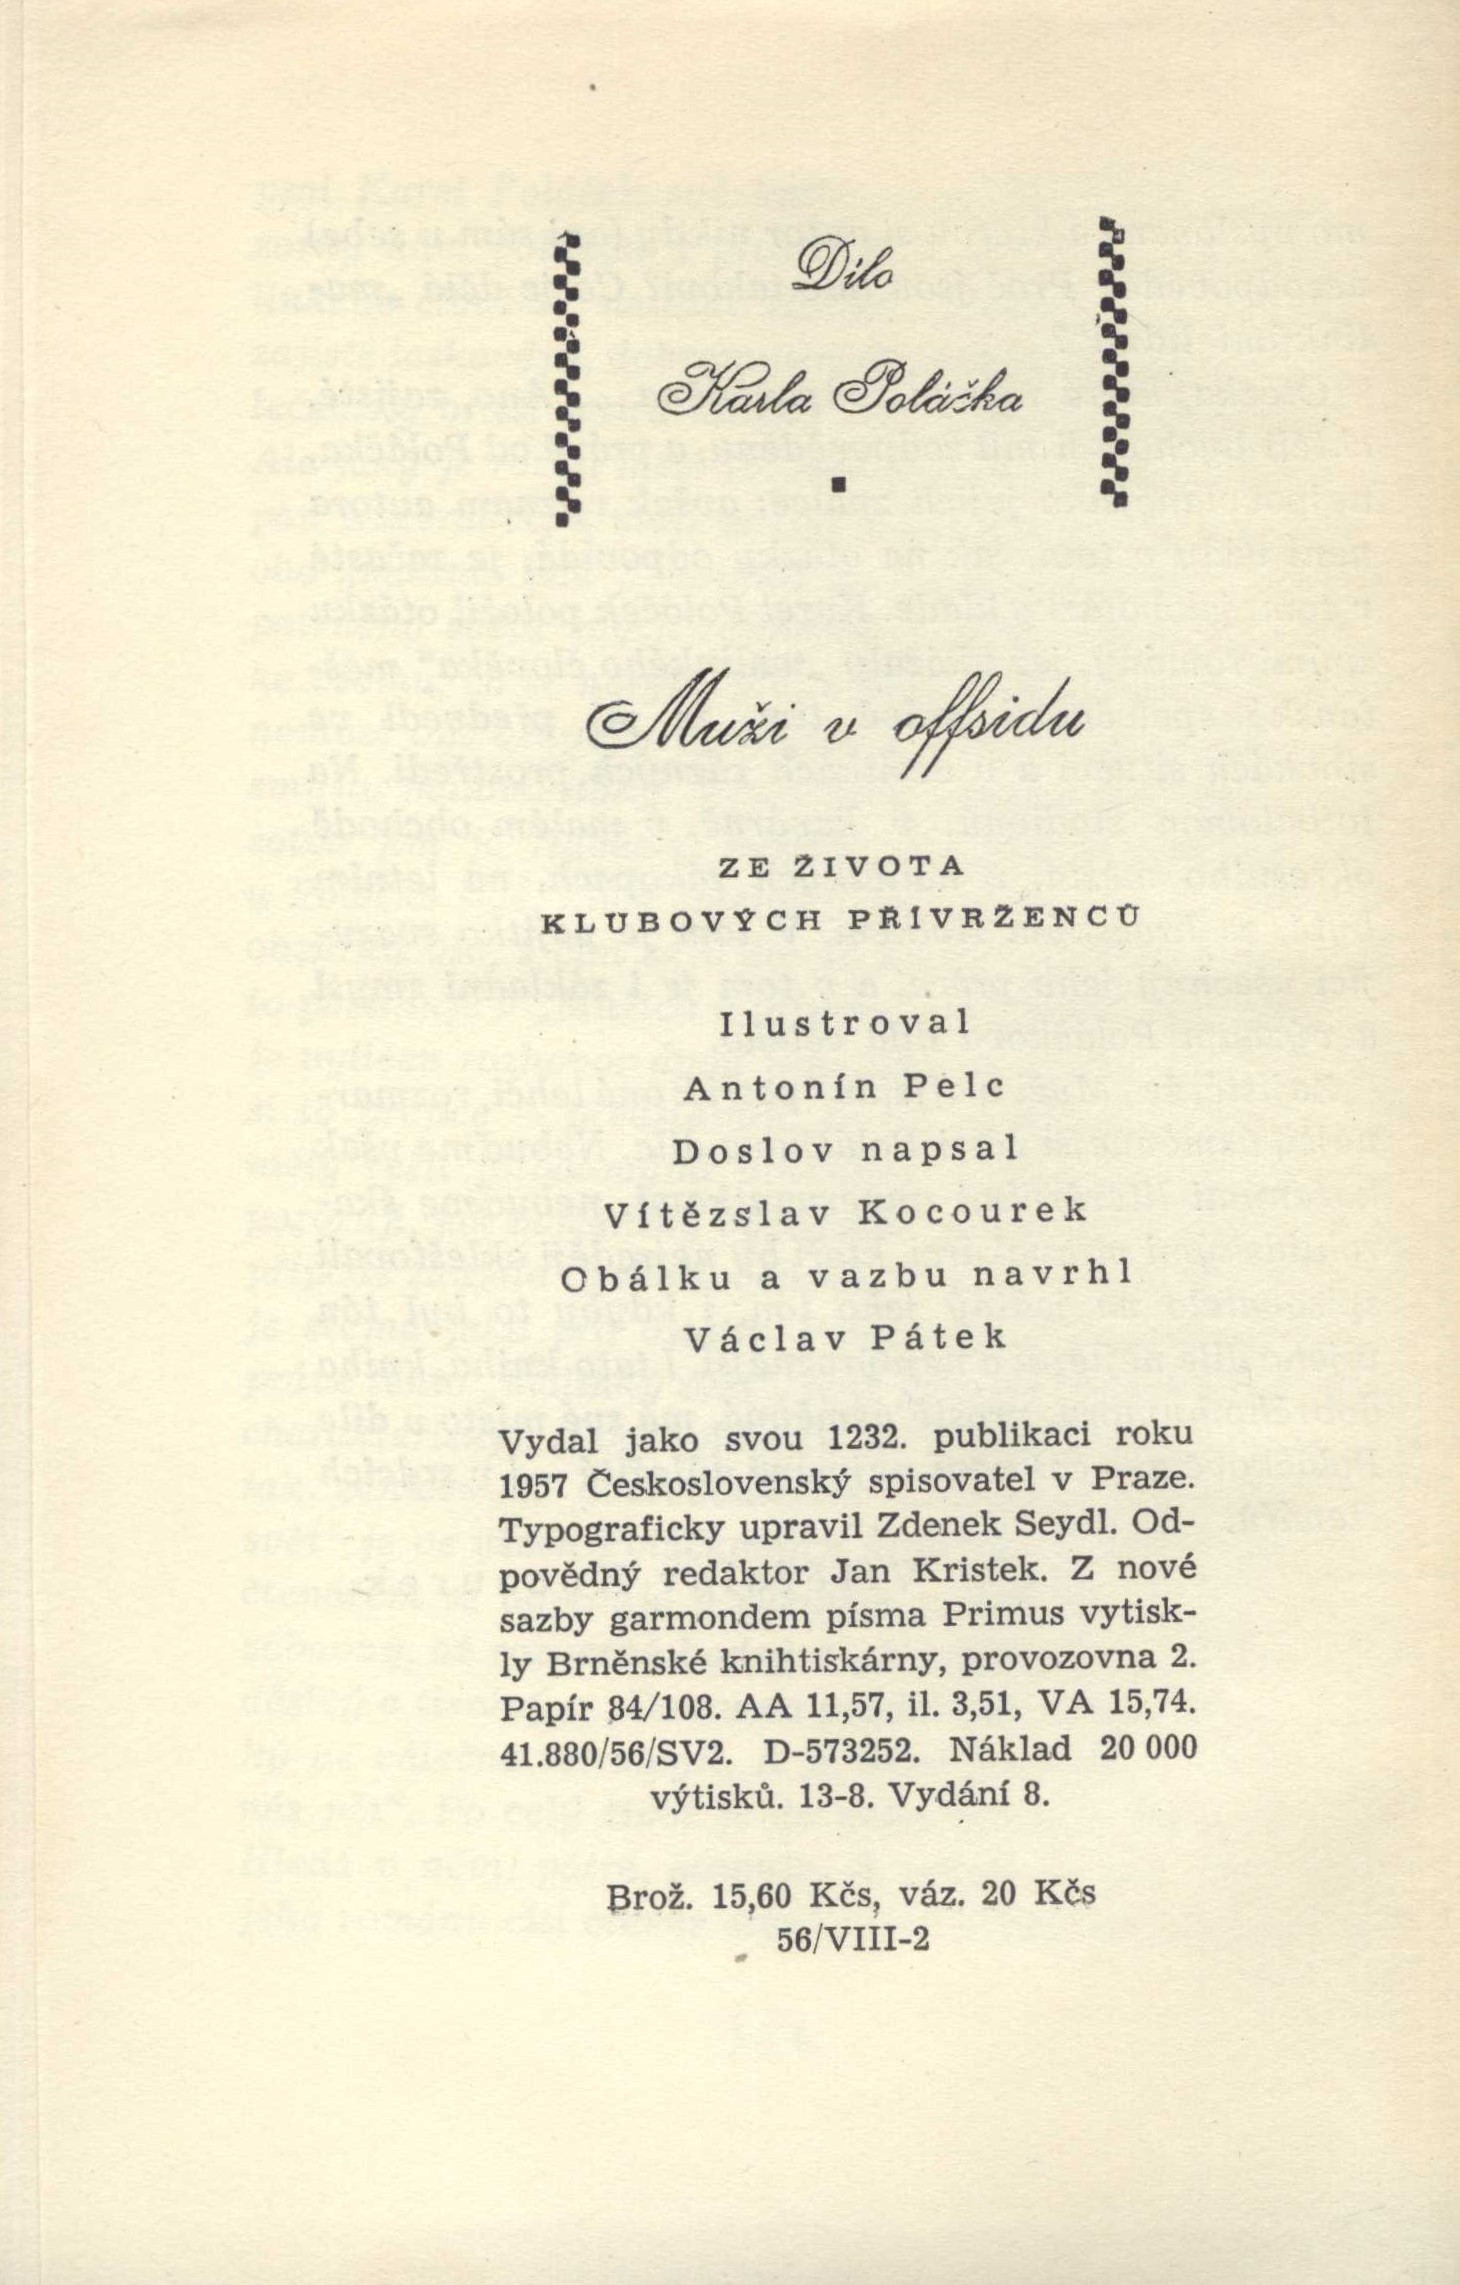 Dílo
Karla Poláčka
Muži v offsidu
ZE ŽIVOTA
KLUBOVÝCH PŘÍVRŽENCŮ
Ilustroval
Antonín Pelc
Doslov napsal
Vítězslav Kocourek
Obálku a vazbu navrhl
Václav Pátek
Vydal jako svou 1232. publikaci roku
1957 Československý spisovatel v Praze.
Typograficky upravil Zdenek Seydl. Od-
povědný redaktor Jan Kristek. Z nové
sazby garmondem písma Primus vytisk-
ly Brněnské knihtiskárny, provozovna 2.
Papír 84/108. AA 11,57, il. 3,51, VA 15,74.
41.880/56/SV2. D-573252. Náklad 20 000
výtisků. 13-8. Vydání 8.
Brož. 15,60 Kčs, váz. 20 Kčs
56/VIII-2